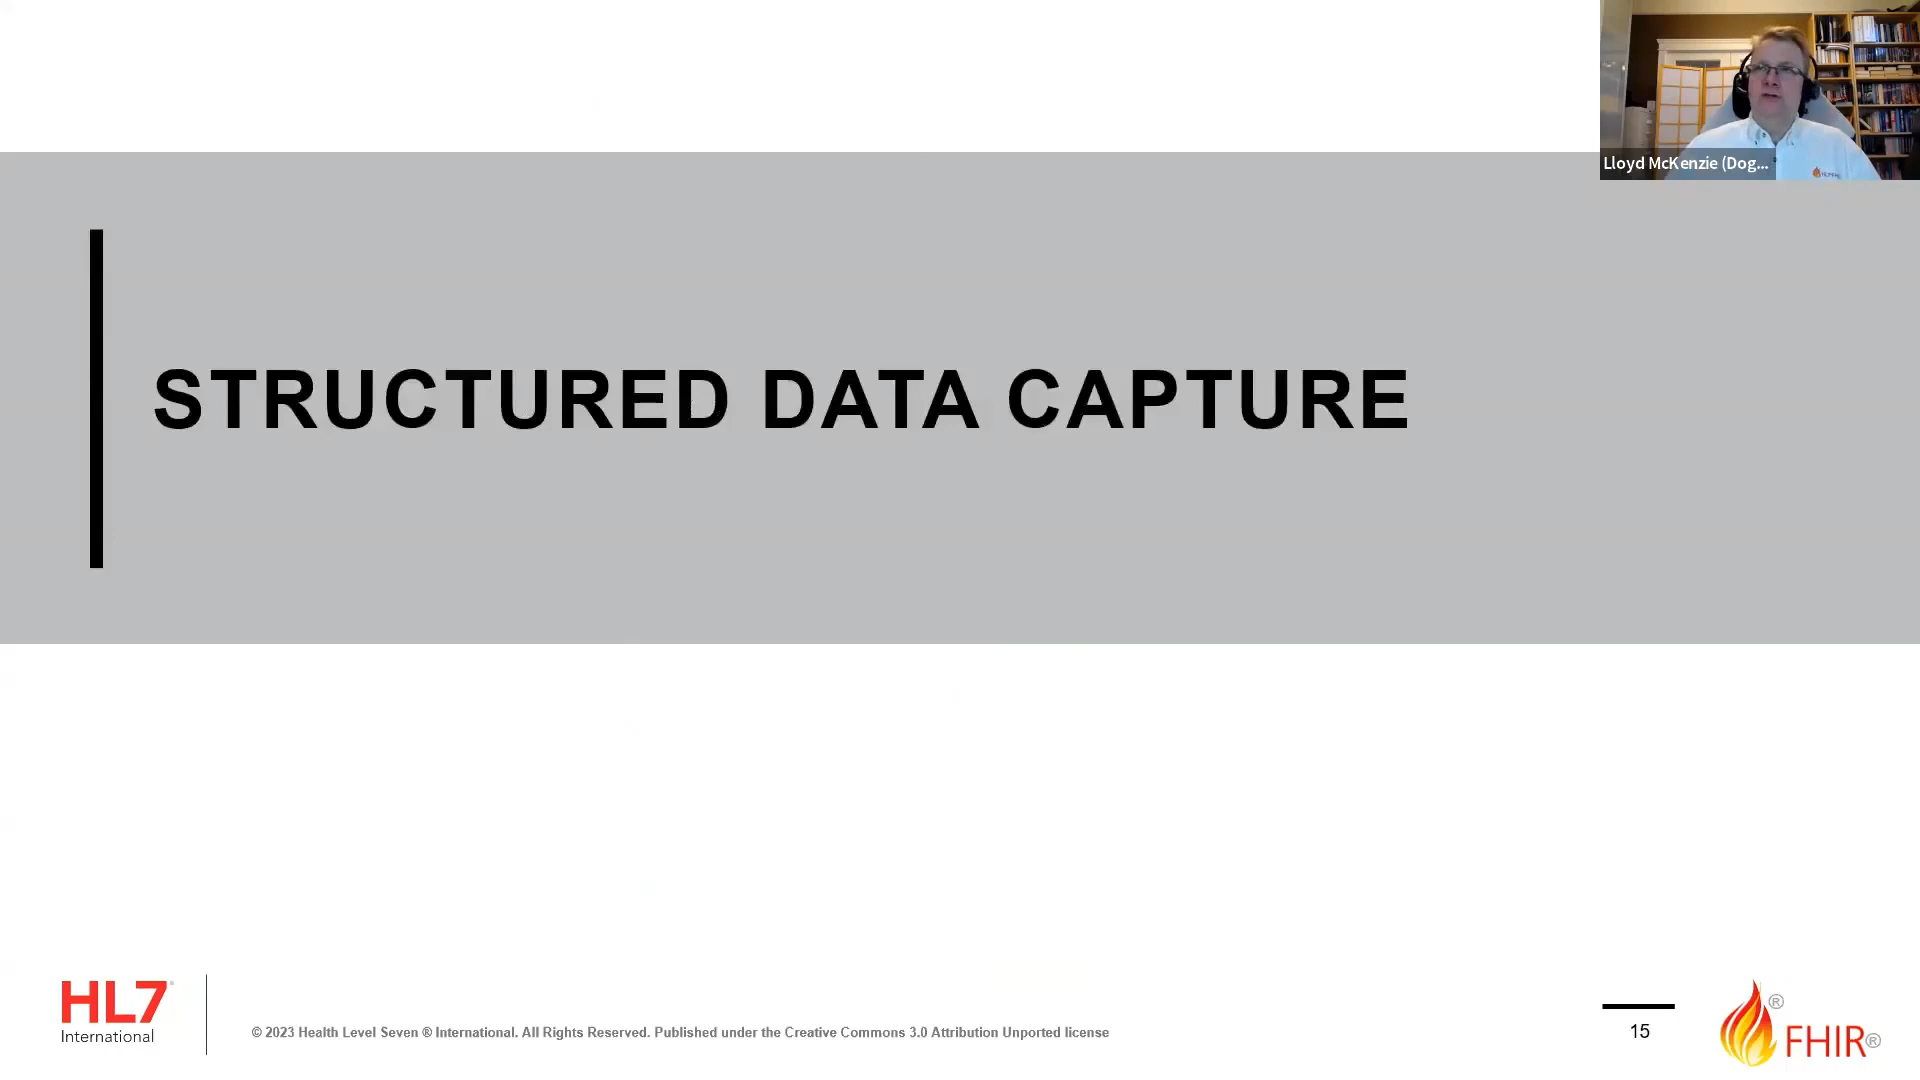 Lloyd McKenzie (Dog...
STRUCTURED DATA CAPTURE
HL7
International
© 2023 Health Level Seven ® International. All Rights Reserved. Published under the Creative Commons 3.0 Attribution Unported license
15
®
FHIR®